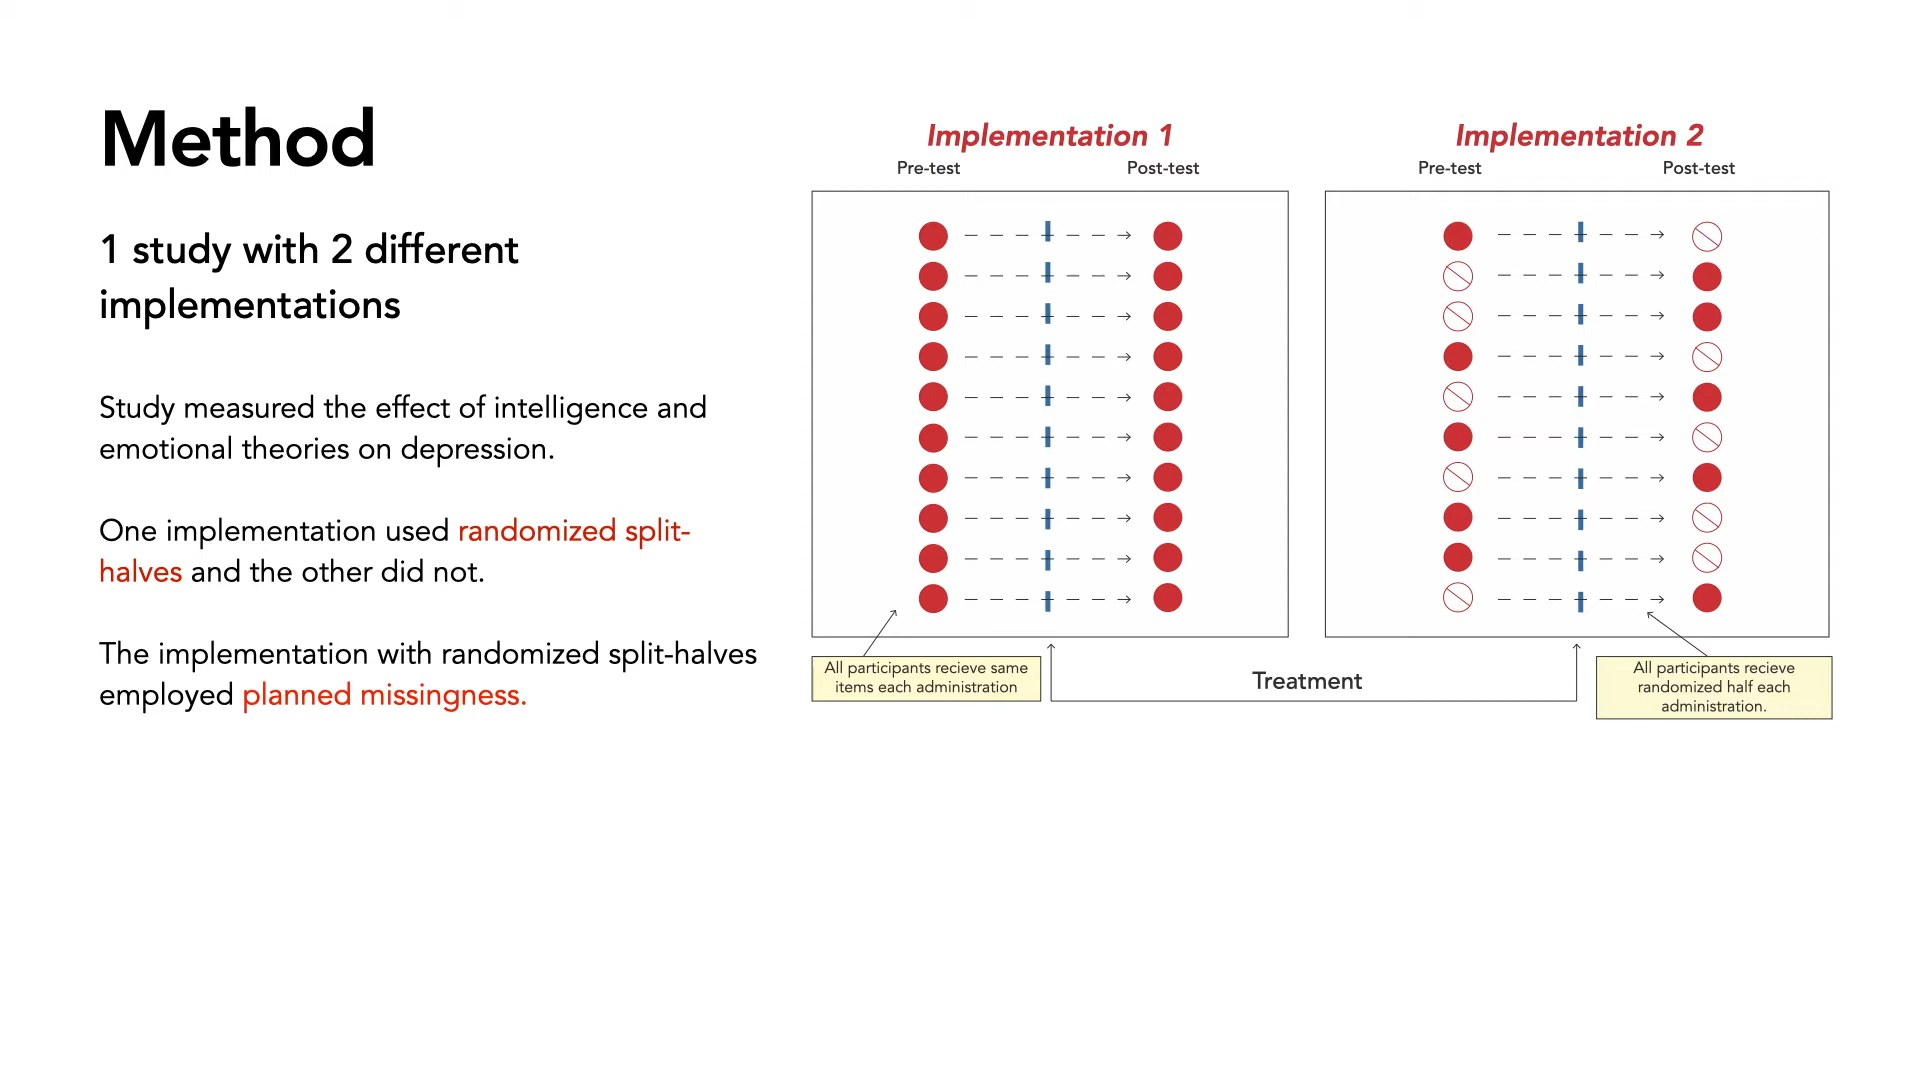 Method
1 study with 2 different
implementations
Study measured the effect of intelligence and
emotional theories on depression.
One implementation used randomized split-
halves and the other did not.
The implementation with randomized split-halves
employed planned missingness.
Implementation 1
Pre-test
Post-test
All participants recieve same
items each administration
Treatment
Implementation 2
Pre-test
Post-test
All participants recieve
randomized half each
administration.